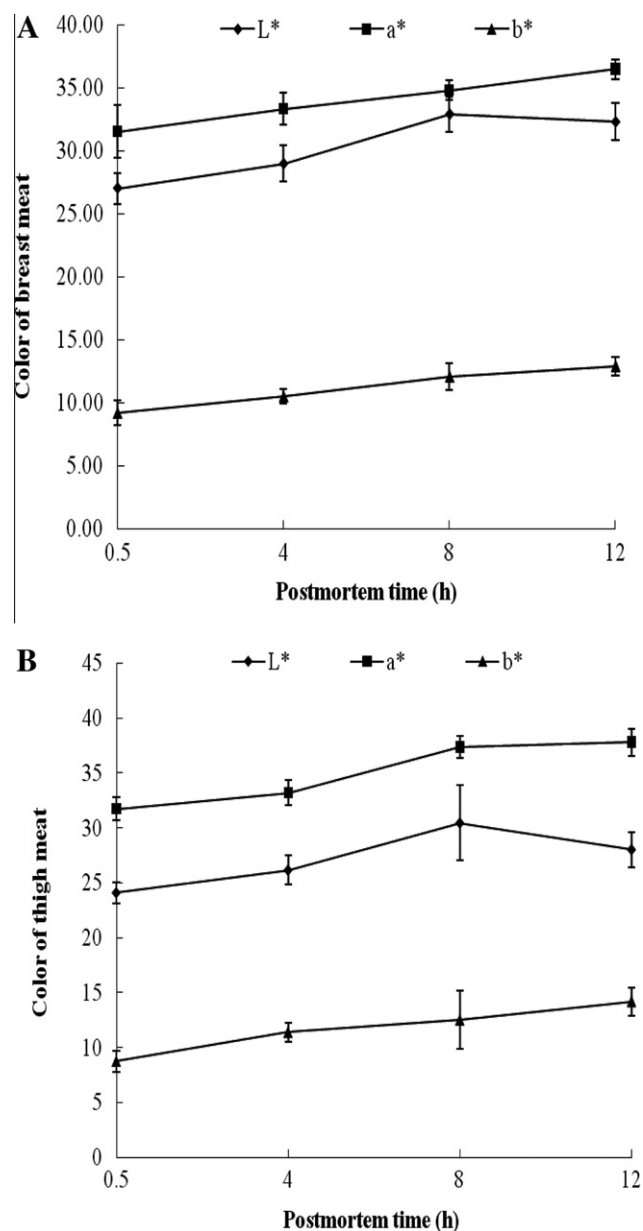 A
L* a* b*
40.00
35.00
30.00
25.00
20.00
15.00
10.00
5.00
0.00
Color of breast meat
0.5 4 8 12
Postmortem time (h)
B
L* a* b*
45
40
35
30
25
20
15
10
5
0
Color of thigh meat
0.5 4 8 12
Postmortem time (h)